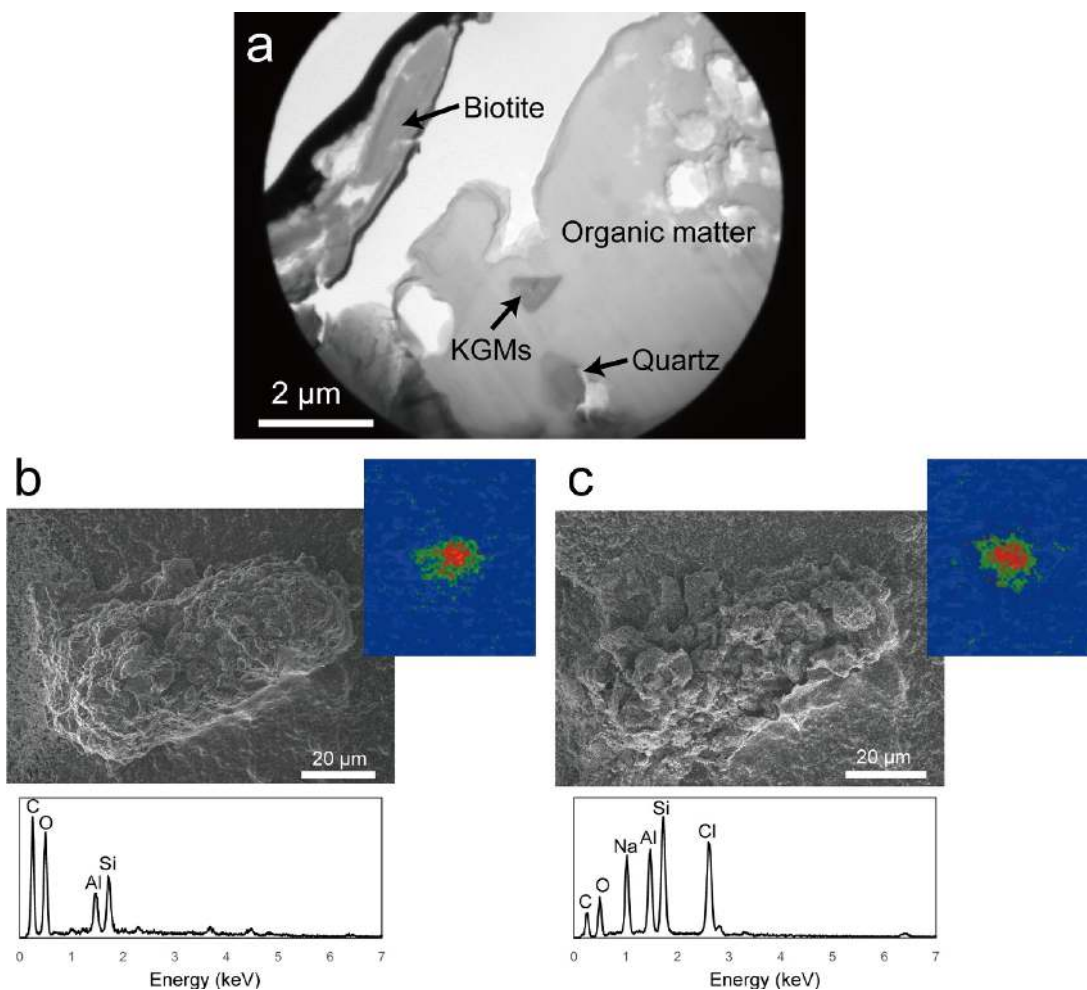 a
Biotite
Organic matter
KGMs
Quartz
2 μm
b
c
20 μm
20 μm
C
O
Al
Si
0 1 2 3 4 5 6 7
Energy (keV)
C
O
Na
Al
Si
Cl
0 1 2 3 4 5 6 7
Energy (keV)